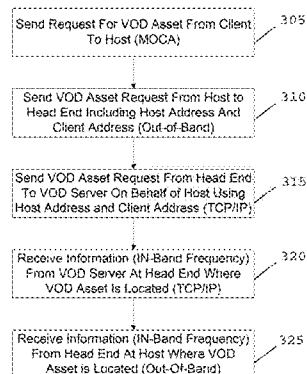 Send Request For VOD Asset From Client
To Host (MOCA)
305
Send VOD Asset Request From Host to
Head End Including Host Address And
Client Address (Out-of-Band)
310
Send VOD Asset Request From Head End
To VOD Server On Behalf of Host Using
Host Address and Client Address (TCP/IP)
315
Receive Information (IN-Band Frequency)
From VOD Server At Head End Where
VOD Asset Is Located (TCP/IP)
320
Receive Information (IN-Band Frequency)
From Head End At Host Where VOD
Asset is Located (Out-Of-Band)
325